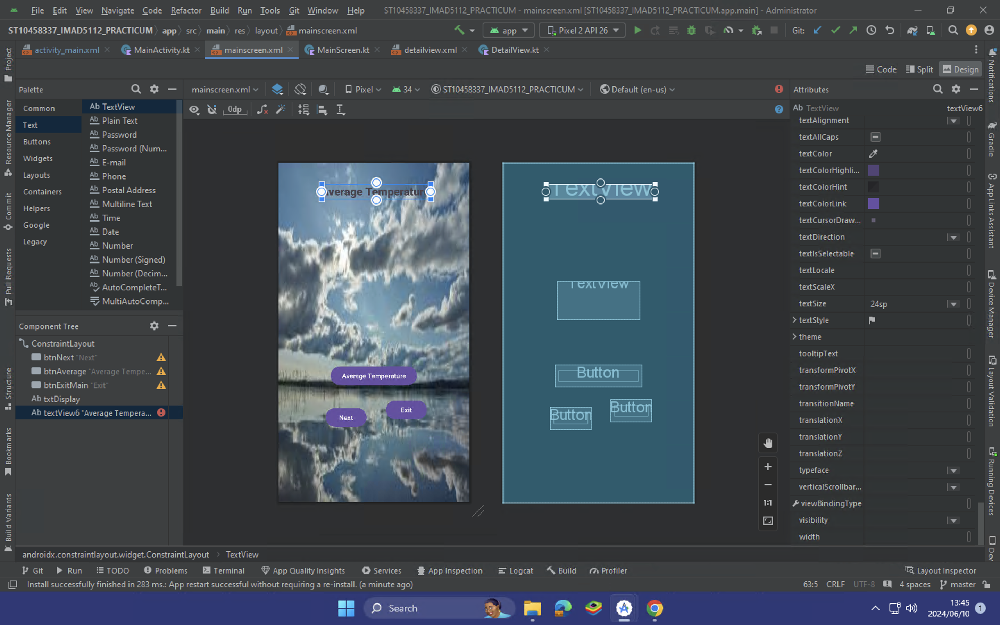 File Edit View Navigate Code Refactor Build Run Tools Git Window Help ST10458337_IMAD5112_PRACTICUM - mainscreen.xml [ST10458337_IMAD5112_PRACTICUM.app.main] - Administrator
ST10458337_IMAD5112_PRACTICUM app src main res layout mainscreen.xml app Pixel 2 API 26 Git:
activity_main.xml MainActivity.kt mainscreen.xml MainScreen.kt detailview.xml DetailView.kt
Code Split Design
Project
Resource Manager
Commit
Pull Requests
Structure
Bookmarks
Build Variants
Palette
Common
Text
Buttons
Widgets
Layouts
Containers
Helpers
Google
Legacy
Ab TextView
Ab Plain Text
Ab Password
Ab Password (Num...
Ab E-mail
Ab Phone
Ab Postal Address
Ab Multiline Text
Ab Time
Ab Date
Ab Number
Ab Number (Signed)
Ab Number (Decim...
Ab AutoCompleteT...
MultiAutoComp...
Component Tree
ConstraintLayout
btnNext "Next"
btnAverage "Average Tempe...
btnExitMain "Exit"
Ab txtDisplay
Ab textView6 "Average Tempera...
mainscreen.xml Pixel 34 ST10458337_IMAD5112_PRACTICUM Default (en-us)
0dp
Average Temperature
Average Temperature
Exit
Next
TextView
TextView
Button
Button
Button
1:1
Attributes
Ab TextView textView6
textAlignment
textAllCaps
textColor
textColorHighli...
textColorHint
textColorLink
textCursorDraw...
textDirection
textIsSelectable
textLocale
textScaleX
textSize 24sp
textStyle
theme
tooltipText
transformPivotX
transformPivotY
transitionName
translationX
translationY
translationZ
typeface
verticalScrollbar...
viewBindingType
visibility
width
Notifications
Gradle
App Links Assistant
Device Manager
Layout Validation
Running Devices
Dev
androidx.constraintlayout.widget.ConstraintLayout TextView
Git Run TODO Problems Terminal App Quality Insights Services App Inspection Logcat Build Profiler Layout Inspector
Install successfully finished in 283 ms.: App restart successful without requiring a re-install. (a minute ago) 63:5 CRLF UTF-8 4 spaces master
Search
13:45
2024/06/10
1